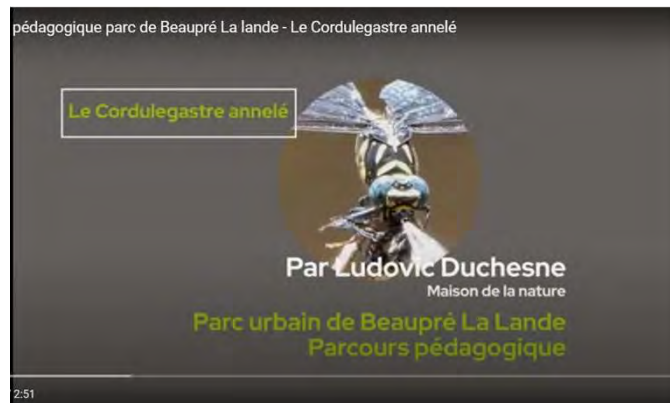 pédagogique parc de Beaupré La lande - Le Cordulegastre annelé
Le Cordulegastre annelé
Par Ludovic Duchesne
Maison de la nature
Parc urbain de Beaupré La Lande
Parcours pédagogique
/ 2:51